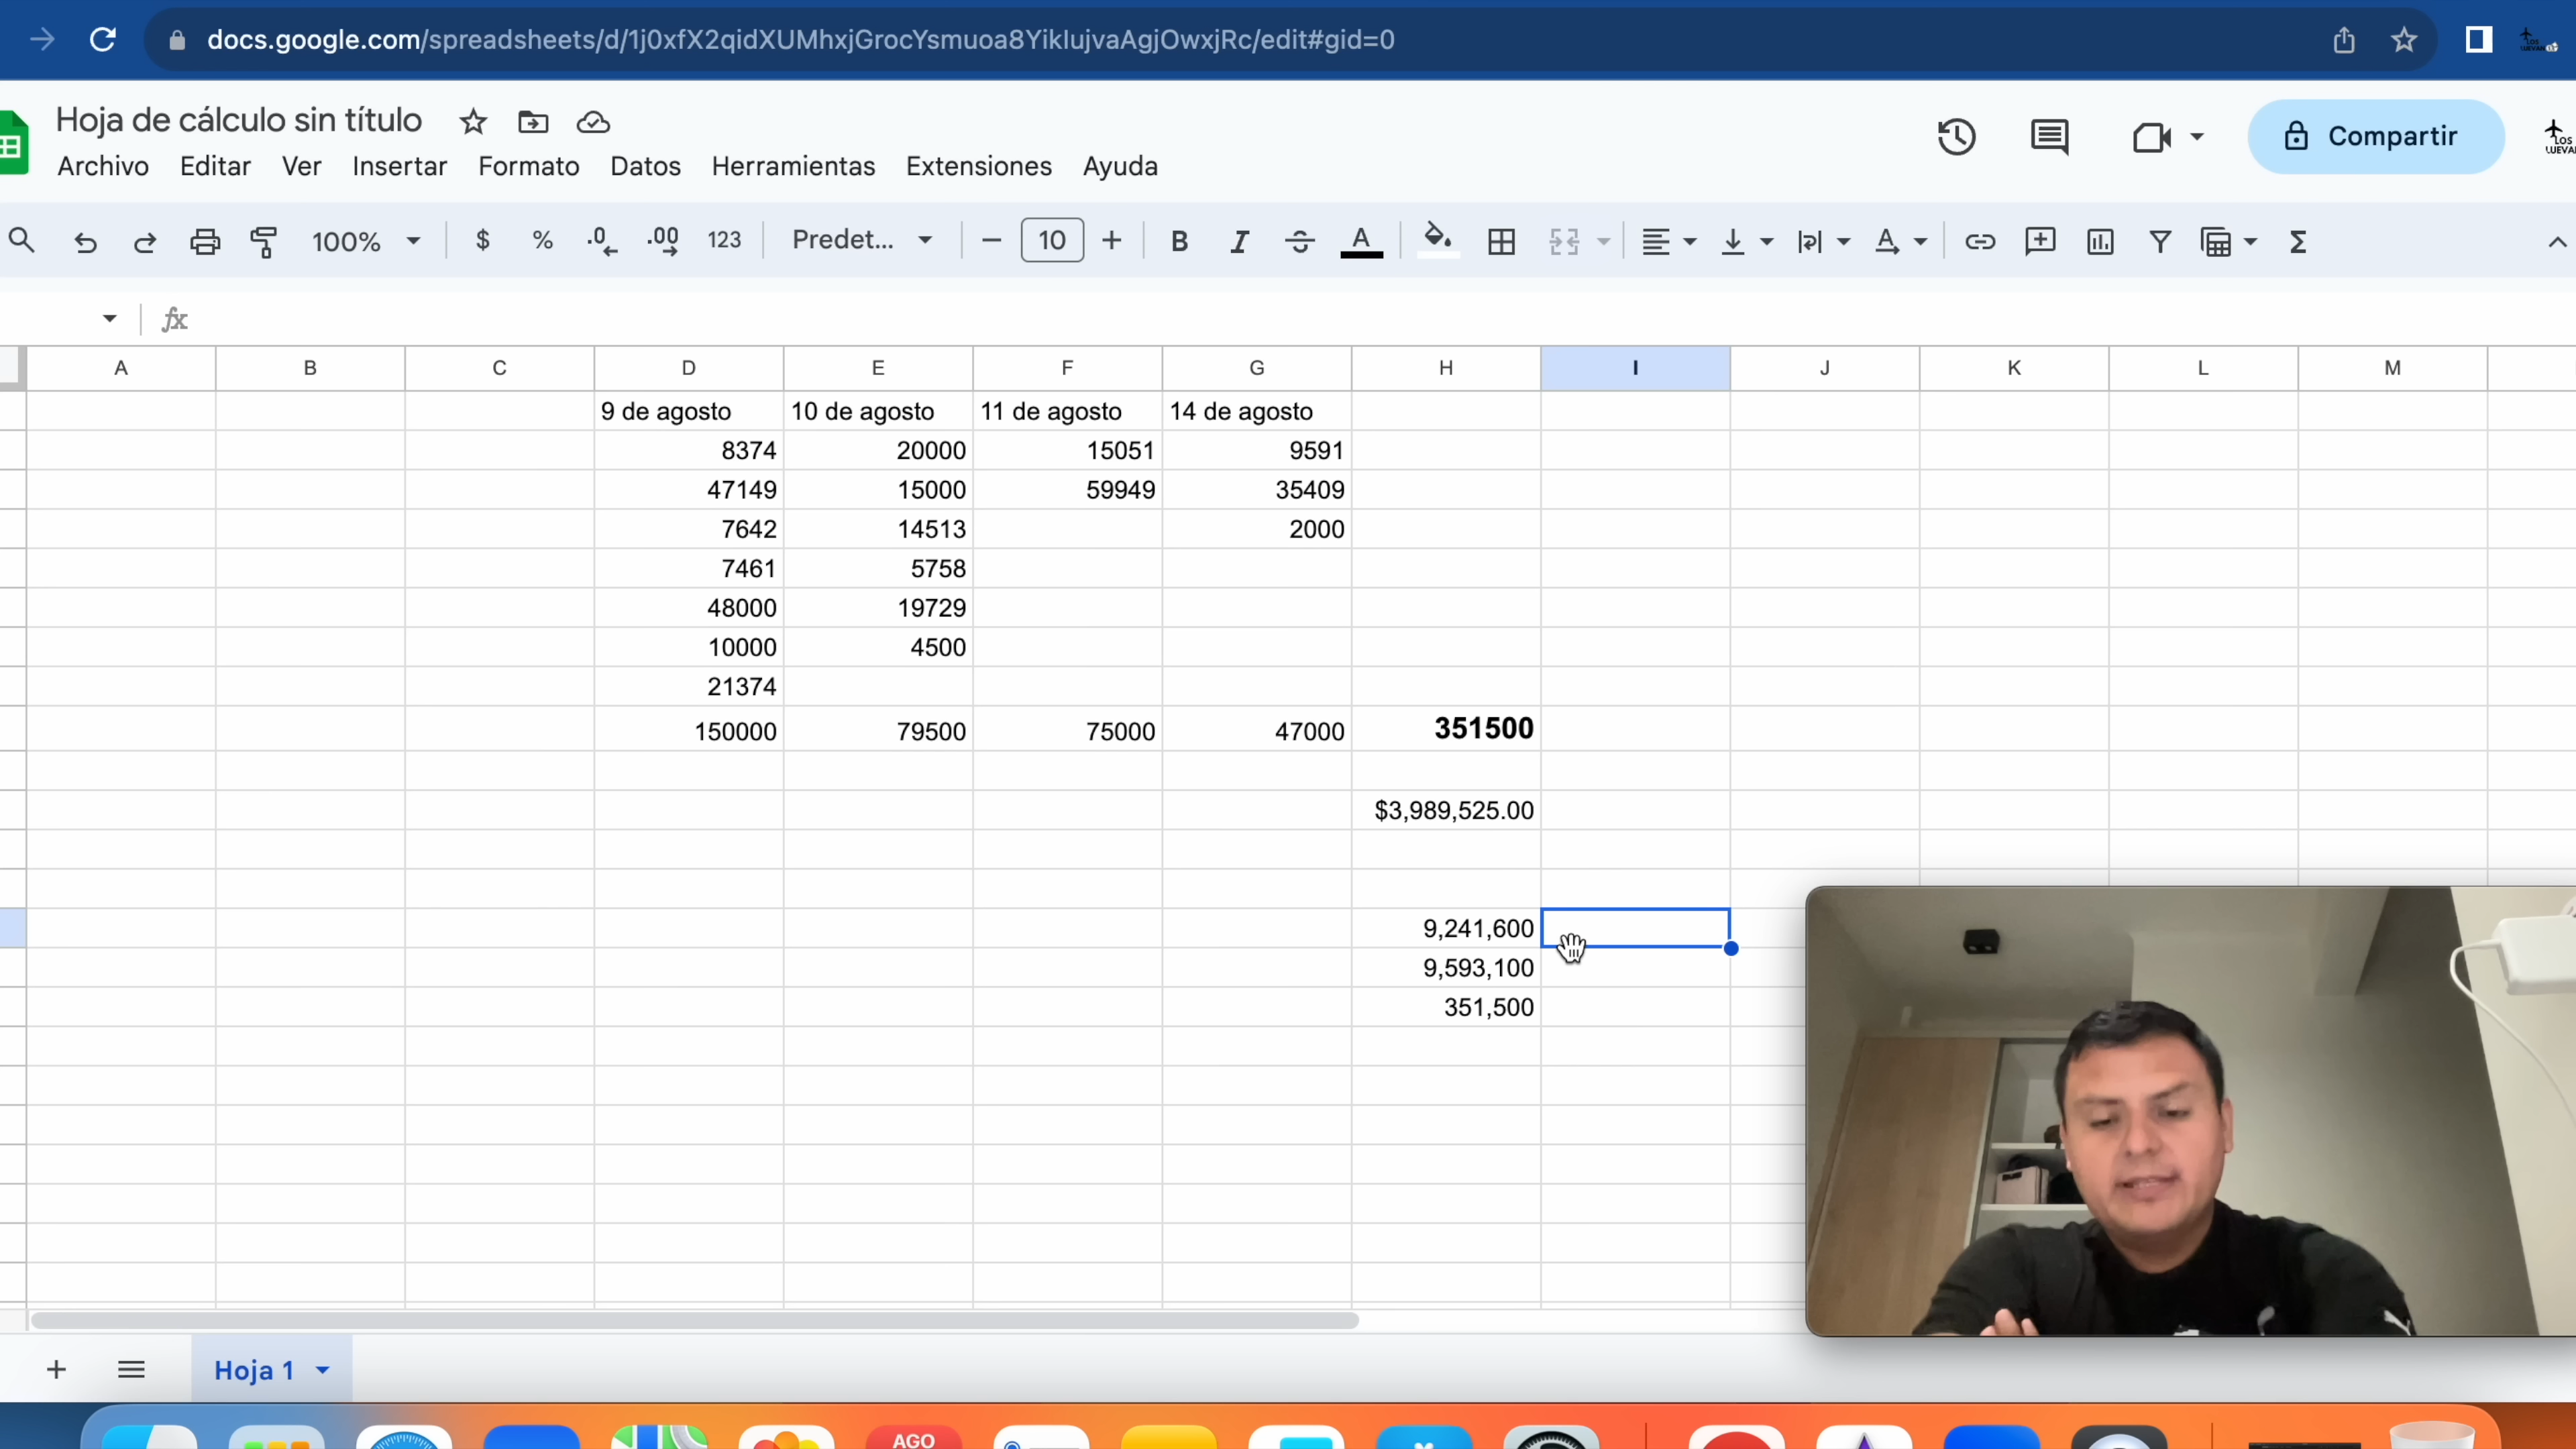 docs.google.com/spreadsheets/d/1j0xfX2qidXUMhxjGrocYsmuoa8YikIujvaAgjOwxjRc/edit#gid=0
Hoja de cálculo sin título
Archivo Editar Ver Insertar Formato Datos Herramientas Extensiones Ayuda
Compartir
LOS
100% $ % .0 .00 123 Predet... 10 B I A
fx
A B C D E F G H I J K L M
9 de agosto 10 de agosto 11 de agosto 14 de agosto
8374 20000 15051 9591
47149 15000 59949 35409
7642 14513 2000
7461 5758
48000 19729
10000 4500
21374
150000 79500 75000 47000 351500
$3,989,525.00
9,241,600
9,593,100
351,500
Hoja 1
AGO